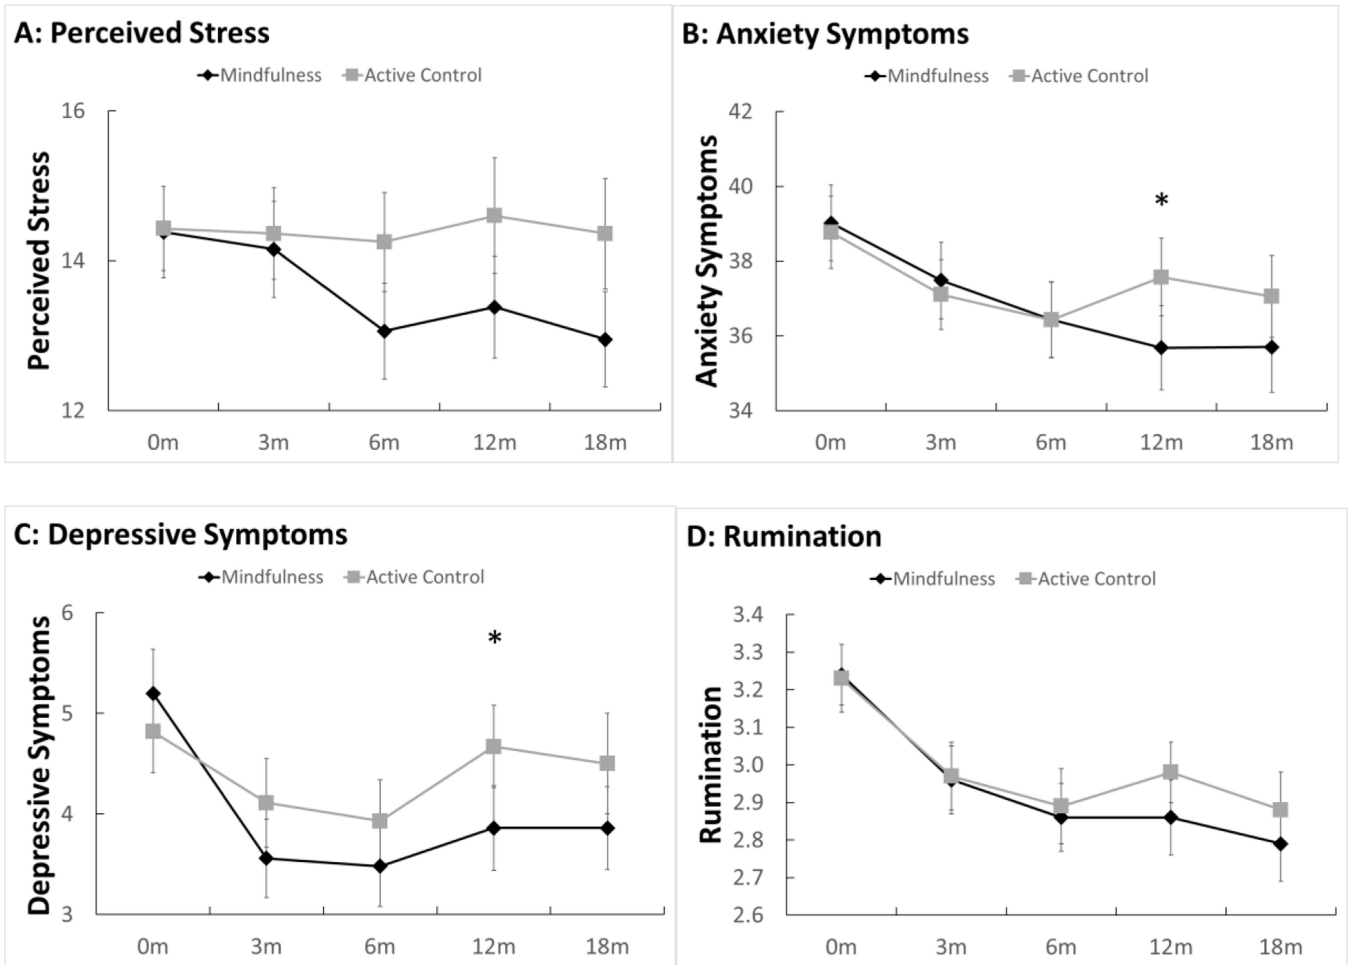 A: Perceived Stress
Mindfulness Active Control
Perceived Stress
16
14
12
0m 3m 6m 12m 18m
B: Anxiety Symptoms
Mindfulness Active Control
Anxiety Symptoms
42
40
38
36
34
*
0m 3m 6m 12m 18m
C: Depressive Symptoms
Mindfulness Active Control
Depressive Symptoms
6
5
4
3
*
0m 3m 6m 12m 18m
D: Rumination
Mindfulness Active Control
Rumination
3.4
3.3
3.2
3.1
3.0
2.9
2.8
2.7
2.6
0m 3m 6m 12m 18m